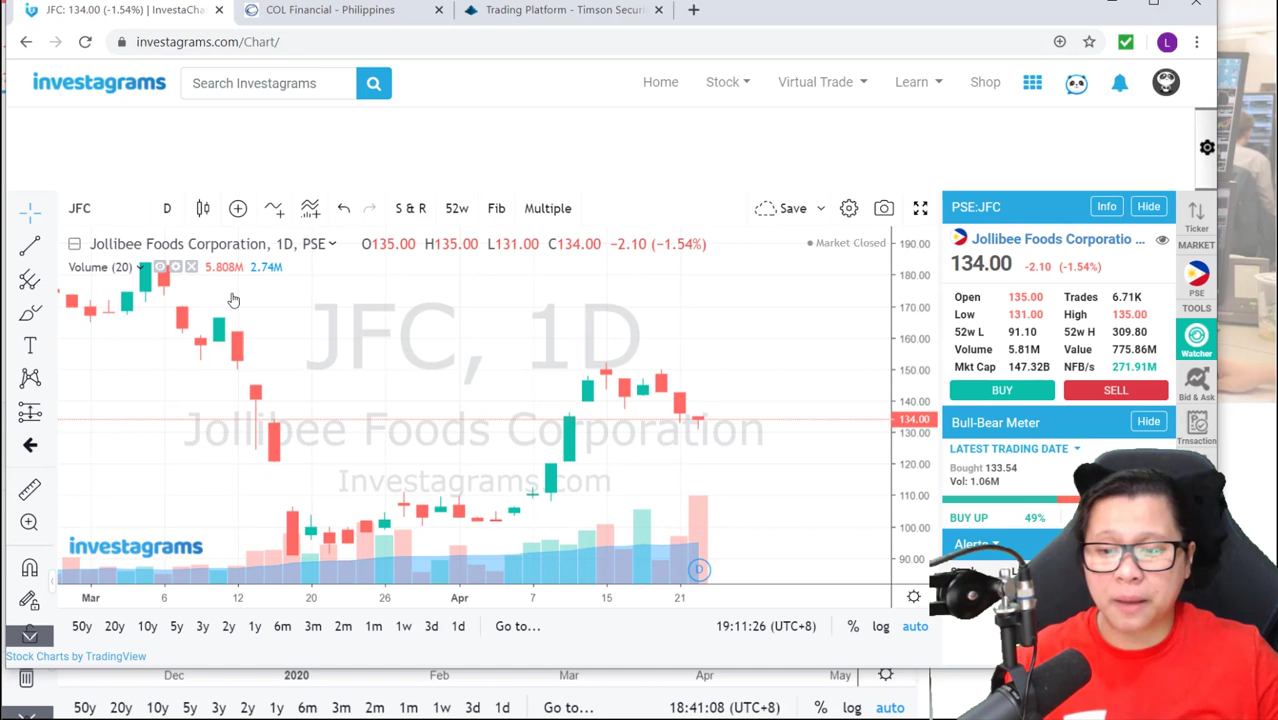 JFC: 134.00 (-1.54%) | InvestaCha
COL Financial - Philippines
Trading Platform - Timson Securi
investagrams.com/Chart/
L
investagrams
Search Investagrams
Home
Stock
Virtual Trade
Learn
Shop
JFC
D
S & R
52w
Fib
Multiple
Save
Jollibee Foods Corporation, 1D, PSE
O135.00 H135.00 L131.00 C134.00 -2.10 (-1.54%)
Market Closed
Volume (20)
5.808M 2.74M
JFC, 1D
Jollibee Foods Corporation
Investagrams.com
investagrams
190.00
180.00
170.00
160.00
150.00
140.00
134.00
130.00
120.00
110.00
100.00
90.00
D
Mar 6 12 20 26 Apr 7 15 21
50y 20y 10y 5y 3y 2y 1y 6m 3m 2m 1m 1w 3d 1d Go to...
19:11:26 (UTC+8) % log auto
Stock Charts by TradingView
PSE:JFC
Info
Hide
Jollibee Foods Corporatio ...
134.00 -2.10 (-1.54%)
Open 135.00 Trades 6.71K
Low 131.00 High 135.00
52w L 91.10 52w H 309.80
Volume 5.81M Value 775.86M
Mkt Cap 147.32B NFB/s 271.91M
BUY
SELL
Bull-Bear Meter
Hide
LATEST TRADING DATE
Bought 133.54
Vol: 1.06M
BUY UP 49%
Alerts
Ticker
MARKET
PSE
TOOLS
Watcher
Bid & Ask
Trnsaction
Dec 2020 Feb Mar Apr May
50y 20y 10y 5y 3y 2y 1y 6m 3m 2m 1m 1w 3d 1d Go to...
18:41:08 (UTC+8) % log auto